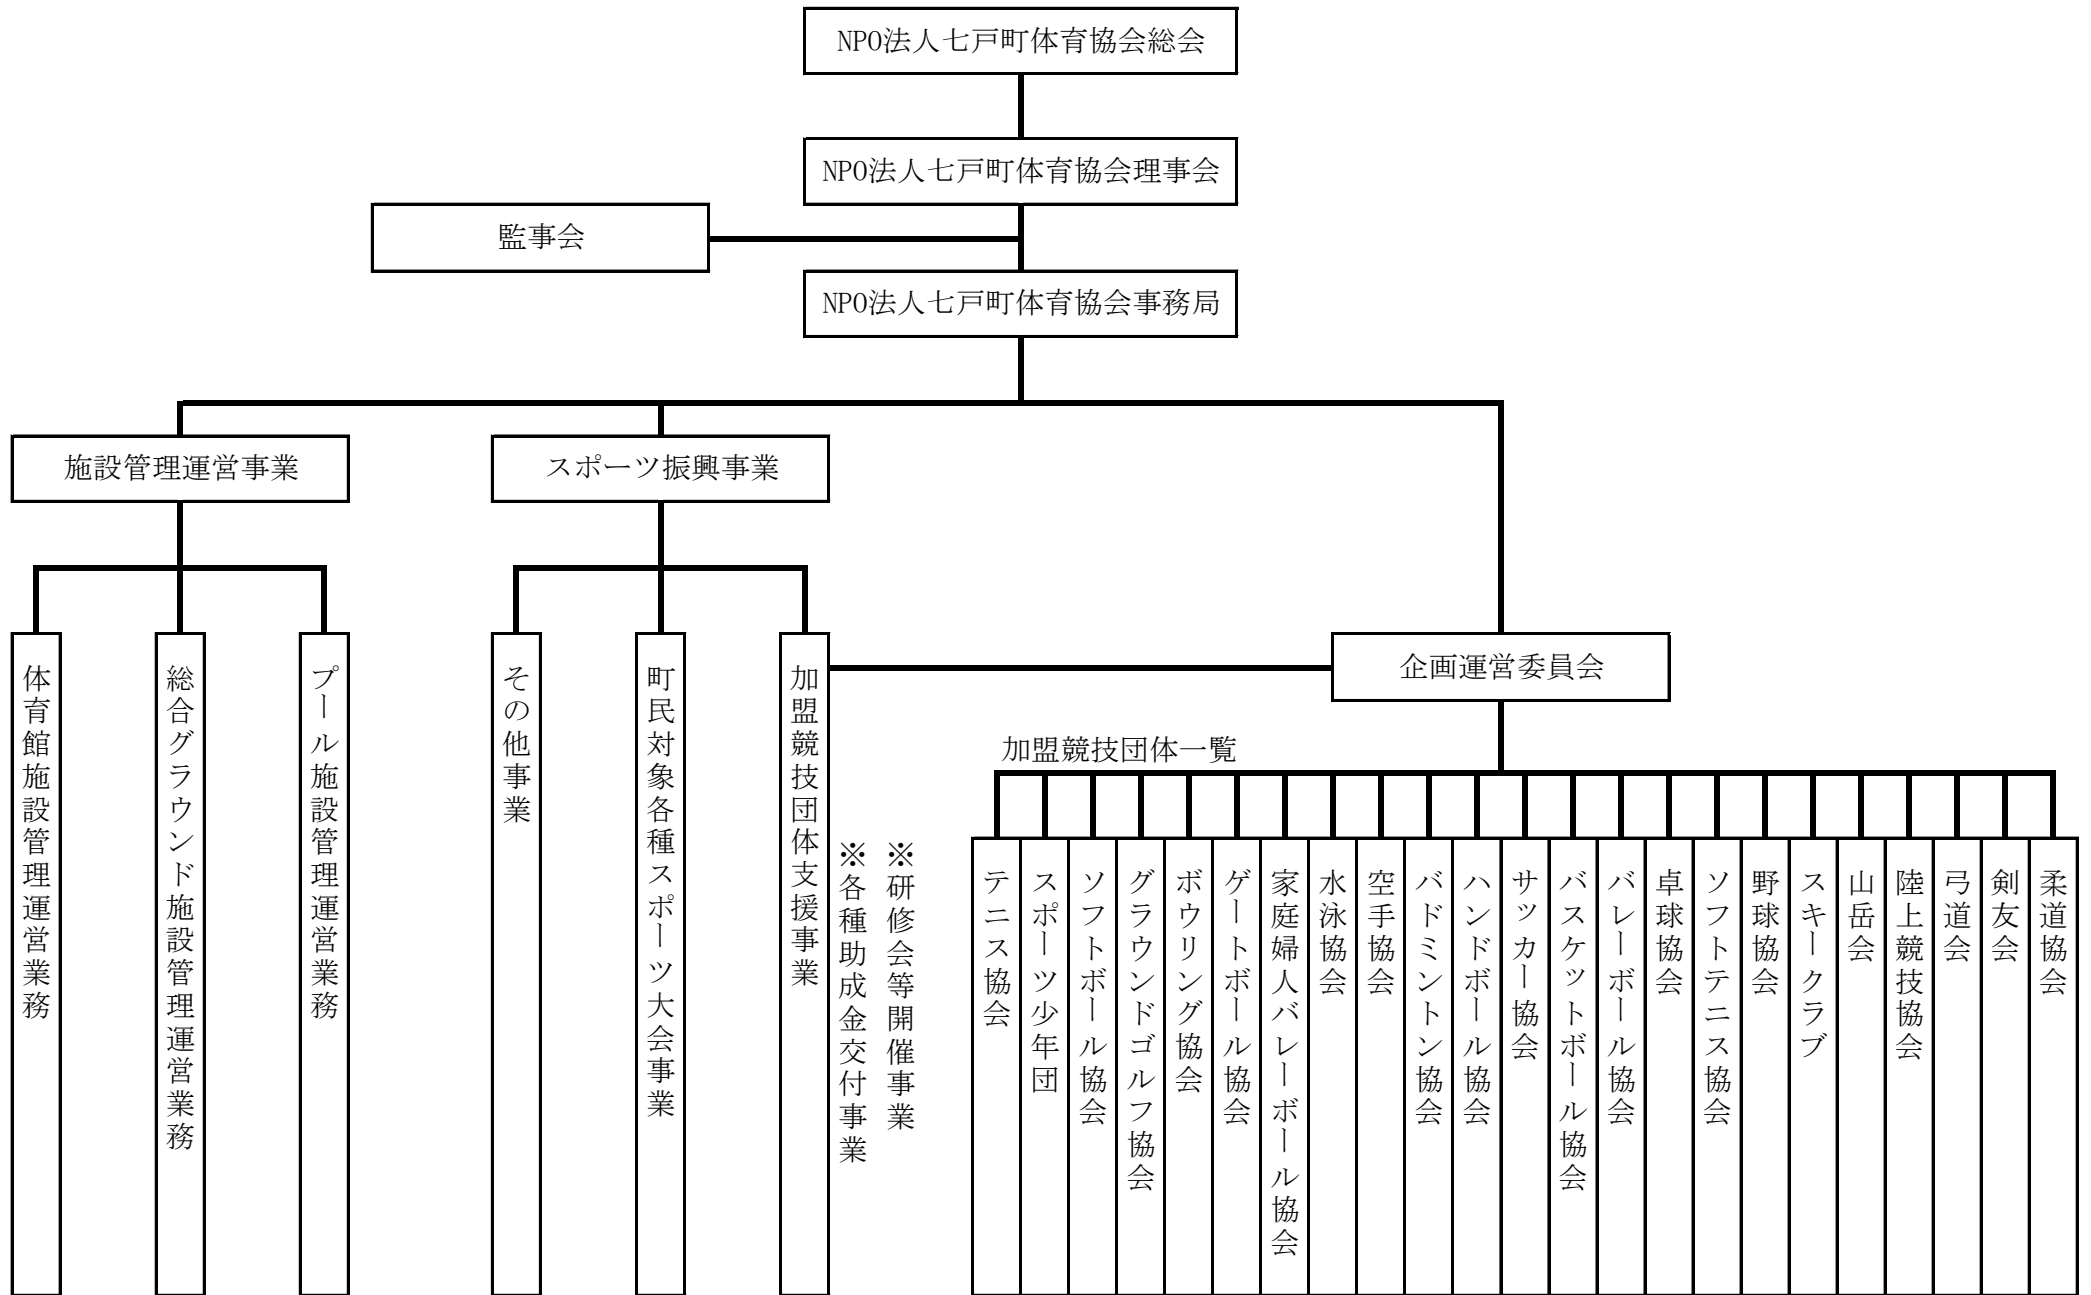 NPO法人七戸町体育協会総会
NPO法人七戸町体育協会理事会
監事会
NPO法人七戸町体育協会事務局
施設管理運営事業
スポーツ振興事業
企画運営委員会
体育館施設管理運営業務
総合グラウンド施設管理運営業務
プール施設管理運営業務
その他事業
町民対象各種スポーツ大会事業
加盟競技団体支援事業
※各種助成金交付事業
※研修会等開催事業
加盟競技団体一覧
テニス協会
スポーツ少年団
ソフトボール協会
グラウンドゴルフ協会
ボウリング協会
ゲートボール協会
家庭婦人バレーボール協会
水泳協会
空手協会
バドミントン協会
ハンドボール協会
サッカー協会
バスケットボール協会
バレーボール協会
卓球協会
ソフトテニス協会
野球協会
スキークラブ
山岳会
陸上競技協会
弓道会
剣友会
柔道協会